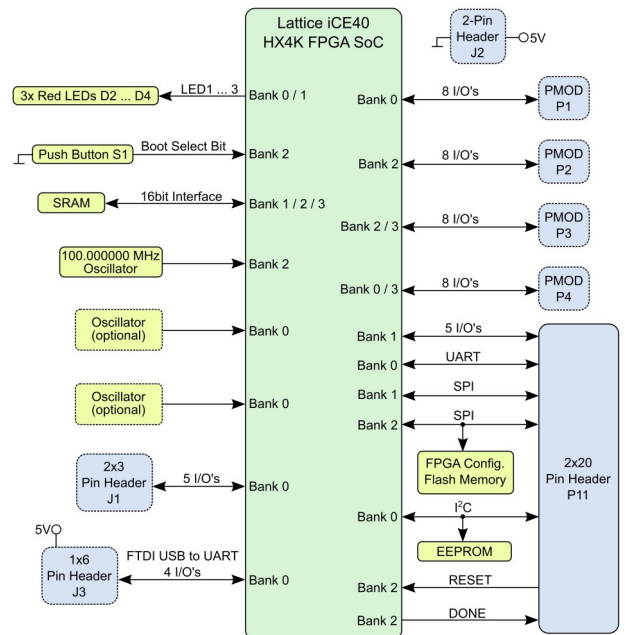 Lattice iCE40
HX4K FPGA SoC
2-Pin
Header
J2
5V
3x Red LEDs D2 ... D4
LED1 ... 3
Bank 0 / 1
Bank 0
8 I/O's
PMOD
P1
Push Button S1
Boot Select Bit
Bank 2
Bank 2
8 I/O's
PMOD
P2
SRAM
16bit Interface
Bank 1 / 2 / 3
Bank 2 / 3
8 I/O's
PMOD
P3
100.000000 MHz
Oscillator
Bank 2
Bank 0 / 3
8 I/O's
PMOD
P4
Oscillator
(optional)
Bank 0
Bank 1
5 I/O's
Bank 0
UART
Bank 1
SPI
Oscillator
(optional)
Bank 0
Bank 2
SPI
FPGA Config.
Flash Memory
2x20
Pin Header
P11
2x3
Pin Header
J1
5 I/O's
Bank 0
Bank 0
I²C
EEPROM
5V
1x6
Pin Header
J3
FTDI USB to UART
4 I/O's
Bank 0
Bank 2
RESET
Bank 2
DONE